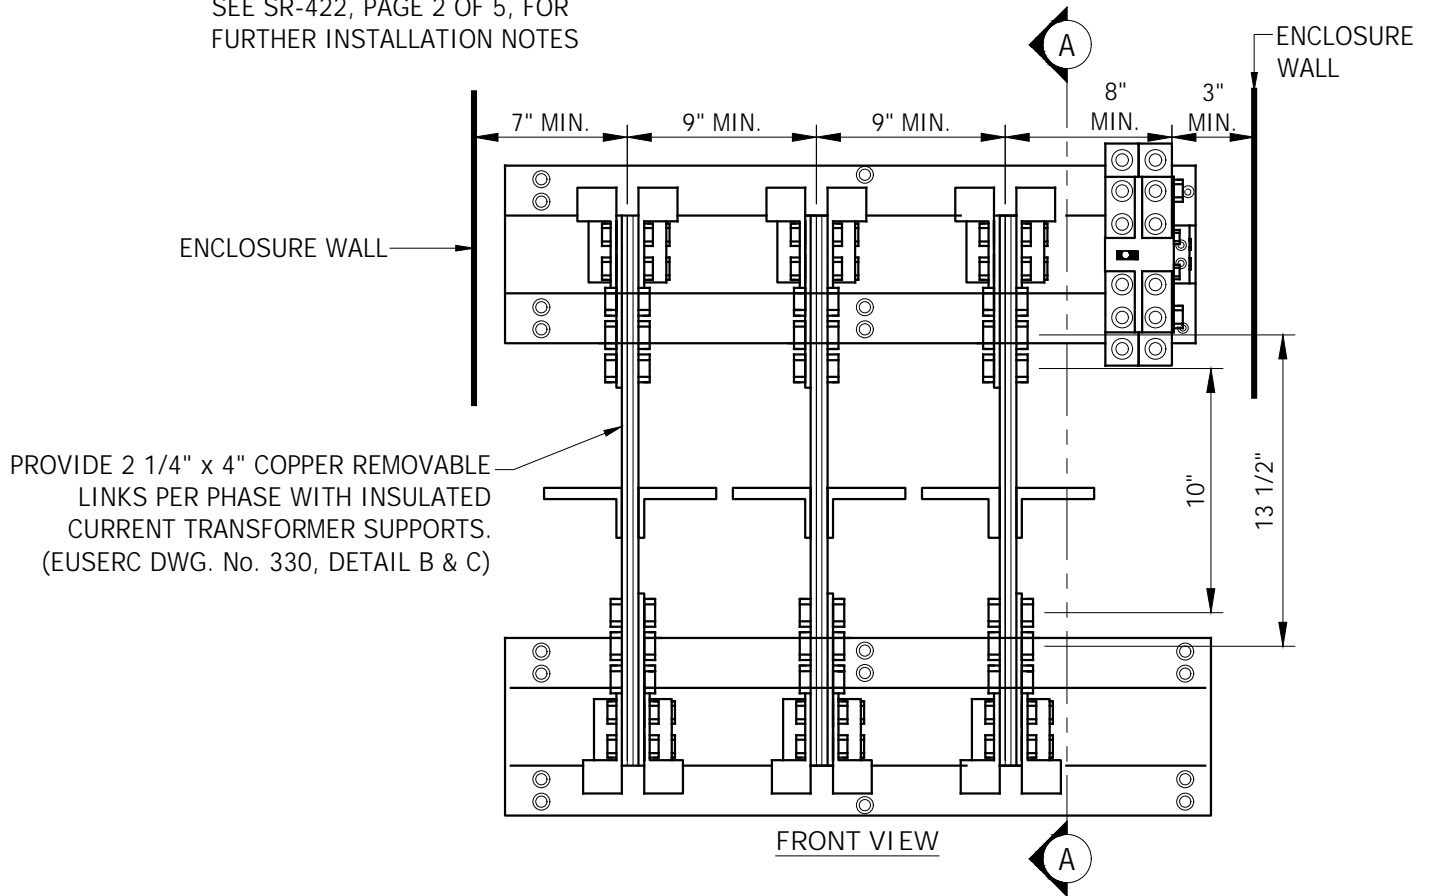 SEE SR-422, PAGE 2 OF 5, FOR
FURTHER INSTALLATION NOTES
A
ENCLOSURE
WALL
7" MIN.
9" MIN.
9" MIN.
8"
MIN.
3"
MIN.
ENCLOSURE WALL
PROVIDE 2 1/4" x 4" COPPER REMOVABLE
LINKS PER PHASE WITH INSULATED
CURRENT TRANSFORMER SUPPORTS.
(EUSERC DWG. No. 330, DETAIL B & C)
10"
13 1/2"
FRONT VIEW
A